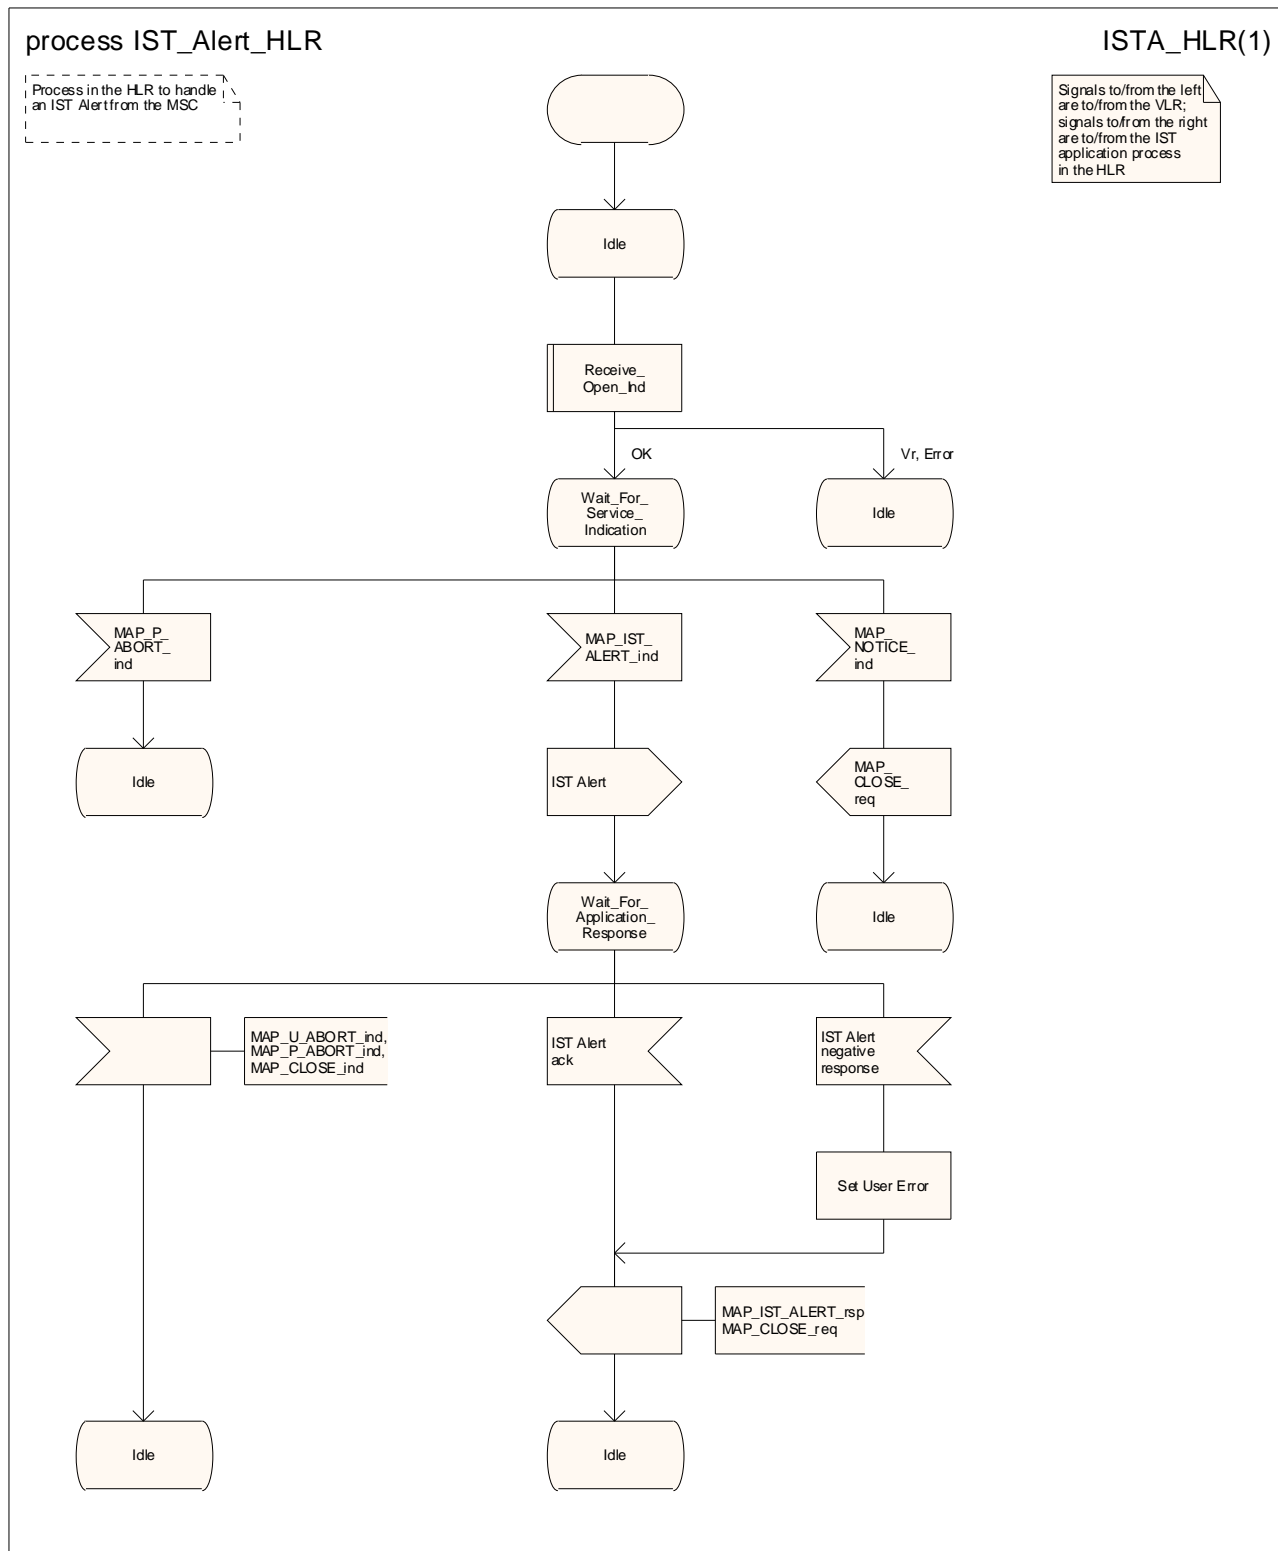 process IST_Alert_HLR
ISTA_HLR(1)
Process in the HLR to handle
an IST Alert from the MSC
Signals to/from the left
are to/from the VLR;
signals to/from the right
are to/from the IST
application process
in the HLR
Idle
Receive_
Open_Ind
OK
Vr, Error
Wait_For_
Service_
Indication
Idle
MAP_P_
ABORT_
ind
MAP_IST_
ALERT_ind
MAP_
NOTICE_
ind
Idle
IST Alert
MAP_
CLOSE_
req
Wait_For_
Application_
Response
Idle
MAP_U_ABORT_ind,
MAP_P_ABORT_ind,
MAP_CLOSE_ind
IST Alert
ack
IST Alert
negative
response
Set User Error
MAP_IST_ALERT_rsp
MAP_CLOSE_req
Idle
Idle